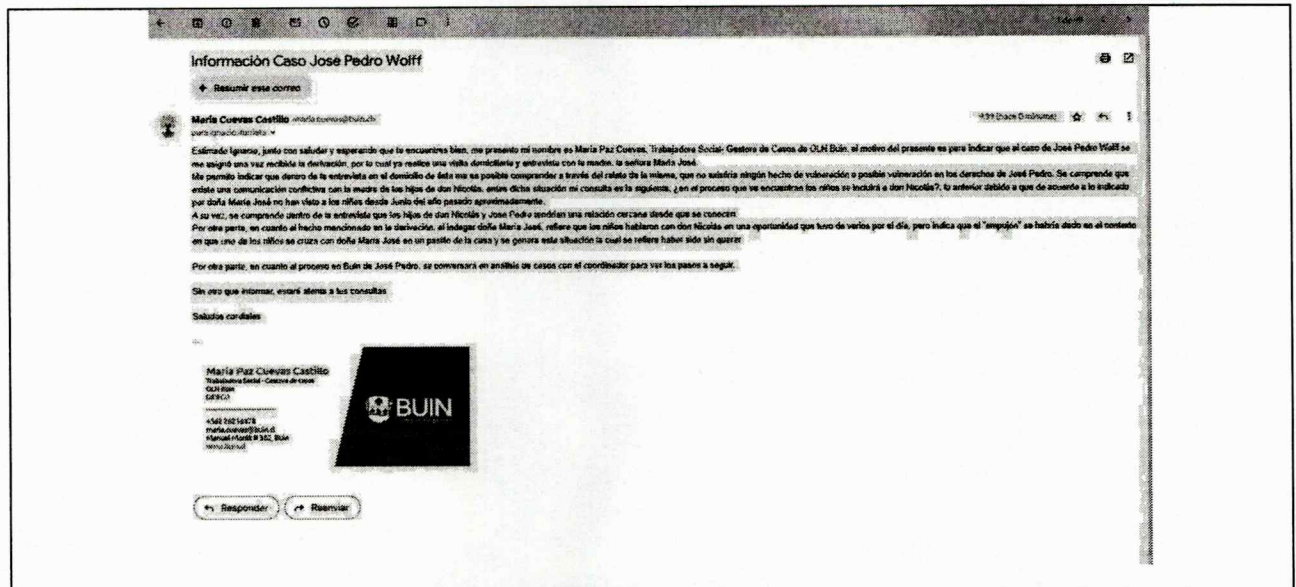 Información Caso José Pedro Wolff
Resumir este correo
María Cuevas Castillo
Estimado Ignacio, junto con saludar y esperando que te encuentres bien, me presento mi nombre es María Paz Cuevas, Trabajadora Social- Gestora de Casos de OLN Buin, el motivo del presente es para indicar que el caso de José Pedro Wolff se
me asignó una vez recibida la derivación, por lo cual ya realice una visita domiciliaria y entrevista con la madre, la señora María José.
Me permito indicar que dentro de la entrevista en el domicilio de ésta me es posible comprender a través del relato de la misma, que no existiría ningún hecho de vulneración o posible vulneración en los derechos de José Pedro. Se comprende que
existe una comunicación conflictiva con la madre de los hijos de don Nicolás, antes dicha situación mi consulta es la siguiente, ¿en el proceso que se encuentran los niños se incluirá a don Nicolás?, lo anterior debido a que de acuerdo a lo indicado
por doña María José no han visto a los niños desde Junio del año pasado aproximadamente.
A su vez, se comprende dentro de la entrevista que los hijos de don Nicolás y Jose Pedro tendrían una relación cercana desde que se conocen
Por otra parte, en cuanto al hecho mencionado en la derivación, al indagar doña María José, refiere que los niños hablaron con don Nicolás en una oportunidad que tuvo de verlos por el día, pero indica que el "empujón" se habría dado en el contexto
en que uno de los niños se cruza con doña María José en un pasillo de la casa y se genera esta situación la cual se refiere haber sido sin querer
Por otra parte, en cuanto al proceso en Buin de José Pedro, se conversará en análisis de casos con el coordinador para ver los pasos a seguir.
Sin otro que informar, estaré atenta a tus consultas
Saludos cordiales
María Paz Cuevas Castillo
Trabajadora Social - Gestora de casos
OLN Buin
DIDECO
maria.cuevas@buin.cl
Buin
BUIN
Responder
Reenviar